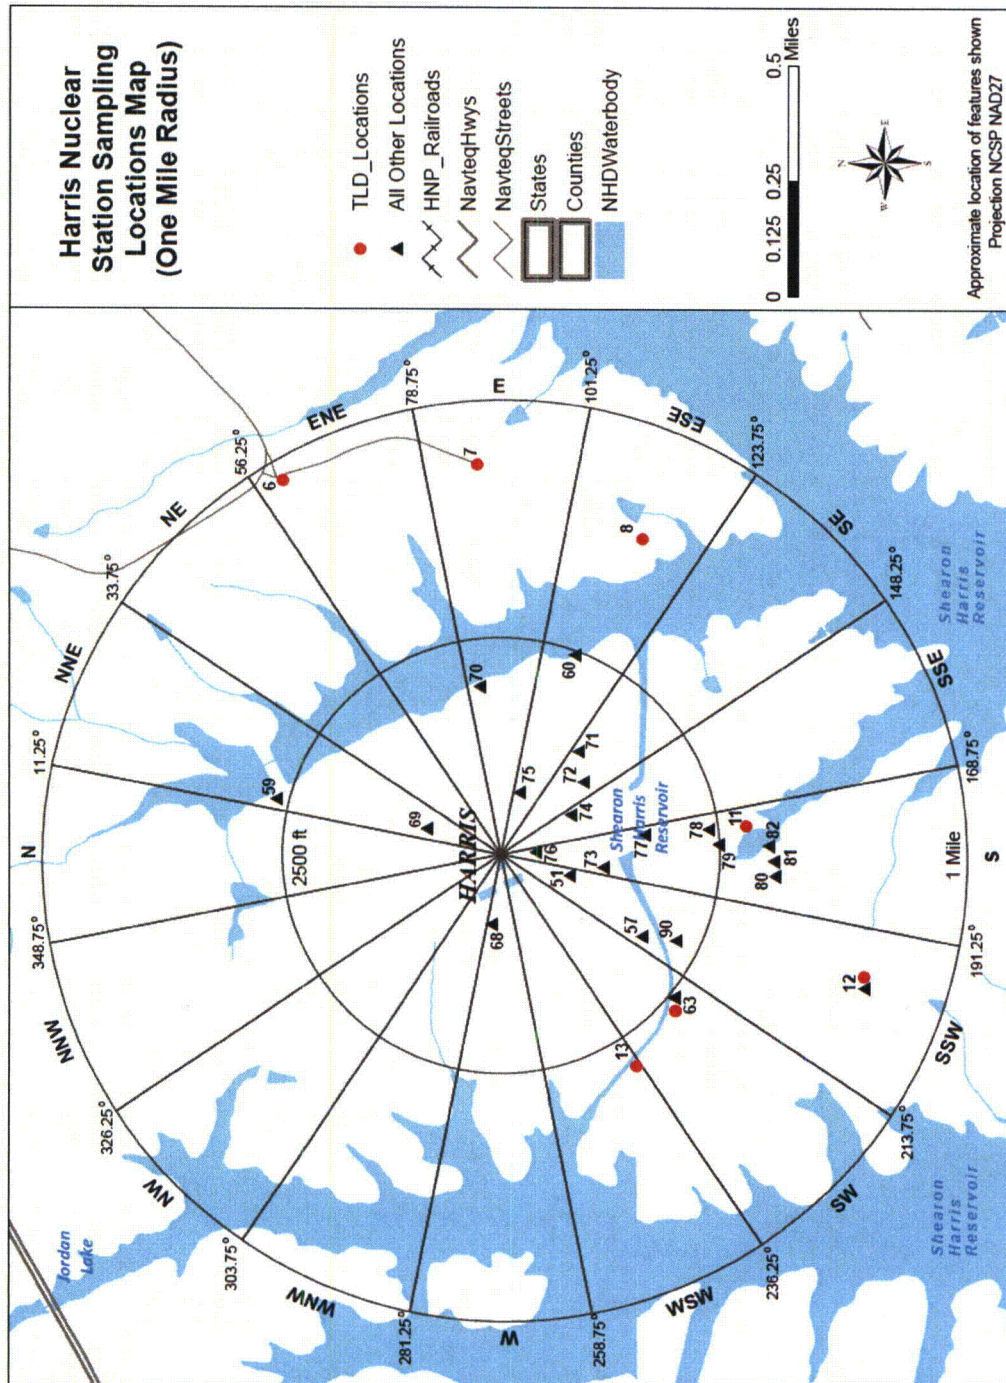 Harris Nuclear
Station Sampling
Locations Map
(One Mile Radius)
TLD_Locations
All Other Locations
HNP_Railroads
NavteqHwys
NavteqStreets
States
Counties
NHDWaterbody
0 0.125 0.25 0.5
Miles
N
E
S
W
Approximate location of features shown
Projection NCSP NAD27
N
11.25°
NNE
33.75°
NE
56.25°
ENE
78.75°
E
101.25°
ESE
123.75°
SE
148.25°
SSE
168.75°
S
191.25°
SSW
213.75°
SW
236.25°
WSW
258.75°
W
281.25°
WNW
303.75°
NW
326.25°
NNW
348.75°
2500 ft
1 Mile
HARRIS
Jordan
Lake
Shearon
Harris
Reservoir
Shearon
Harris
Reservoir
Shearon
Harris
Reservoir
59
69
6
7
70
68
76
75
60
8
71
72
74
51
73
77
57
90
63
13
78
79
11
82
81
80
12